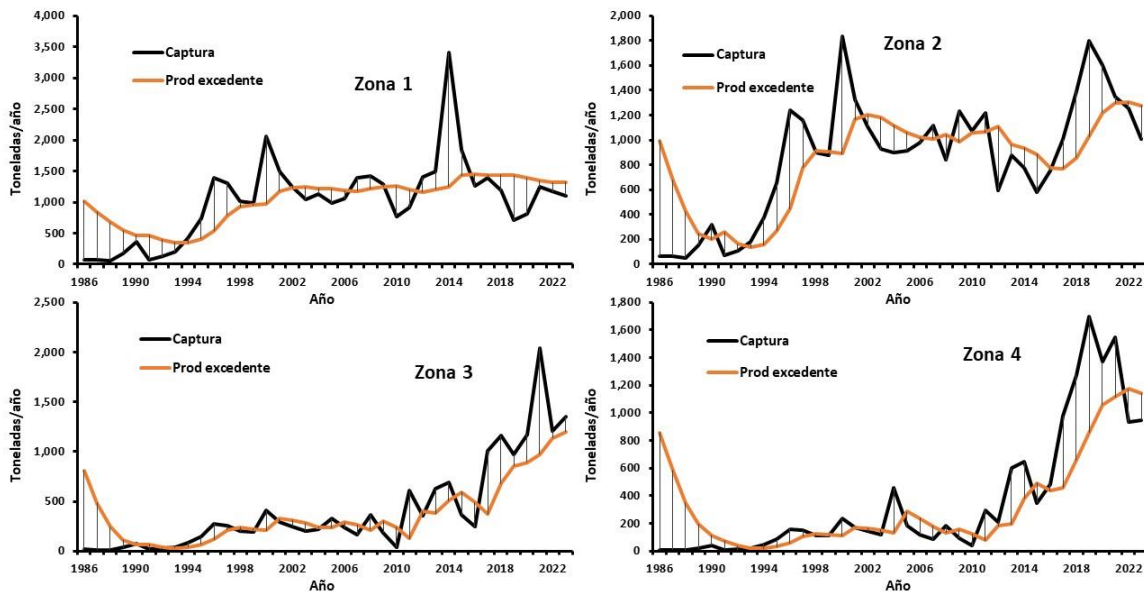 Toneladas/año
4,000
3,500
3,000
2,500
2,000
1,500
1,000
500
0
Captura
Prod excedente
Zona 1
1986 1990 1994 1998 2002 2006 2010 2014 2018 2022
Año
Toneladas/año
2,000
1,800
1,600
1,400
1,200
1,000
800
600
400
200
0
Captura
Prod excedente
Zona 2
1986 1990 1994 1998 2002 2006 2010 2014 2018 2022
Año
Toneladas/año
2,500
2,000
1,500
1,000
500
0
Captura
Prod excedente
Zona 3
1986 1990 1994 1998 2002 2006 2010 2014 2018 2022
Año
Toneladas/año
1,800
1,600
1,400
1,200
1,000
800
600
400
200
0
Captura
Prod excedente
Zona 4
1986 1990 1994 1998 2002 2006 2010 2014 2018 2022
Año